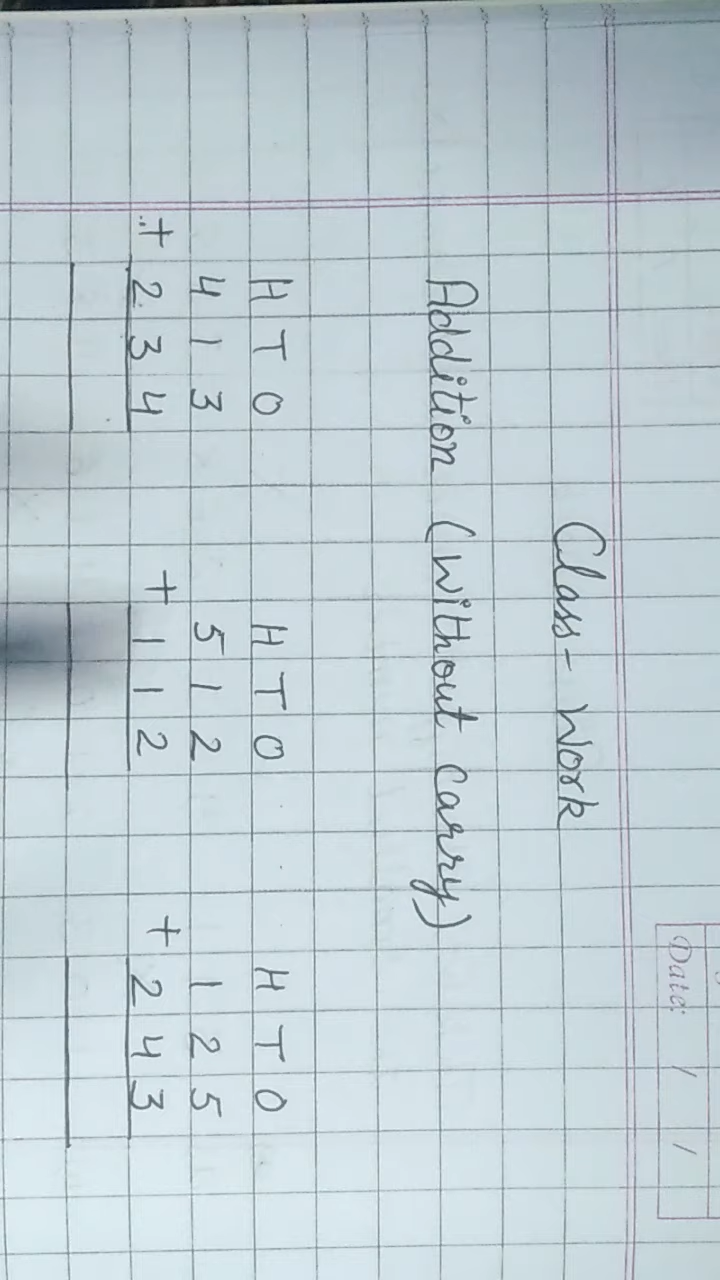 Date: / /
Class-Work
Addition (Without Carry)
H T O H T O H T O
4 1 3 5 1 2 1 2 5
+ 2 3 4 + 1 1 2 + 2 4 3